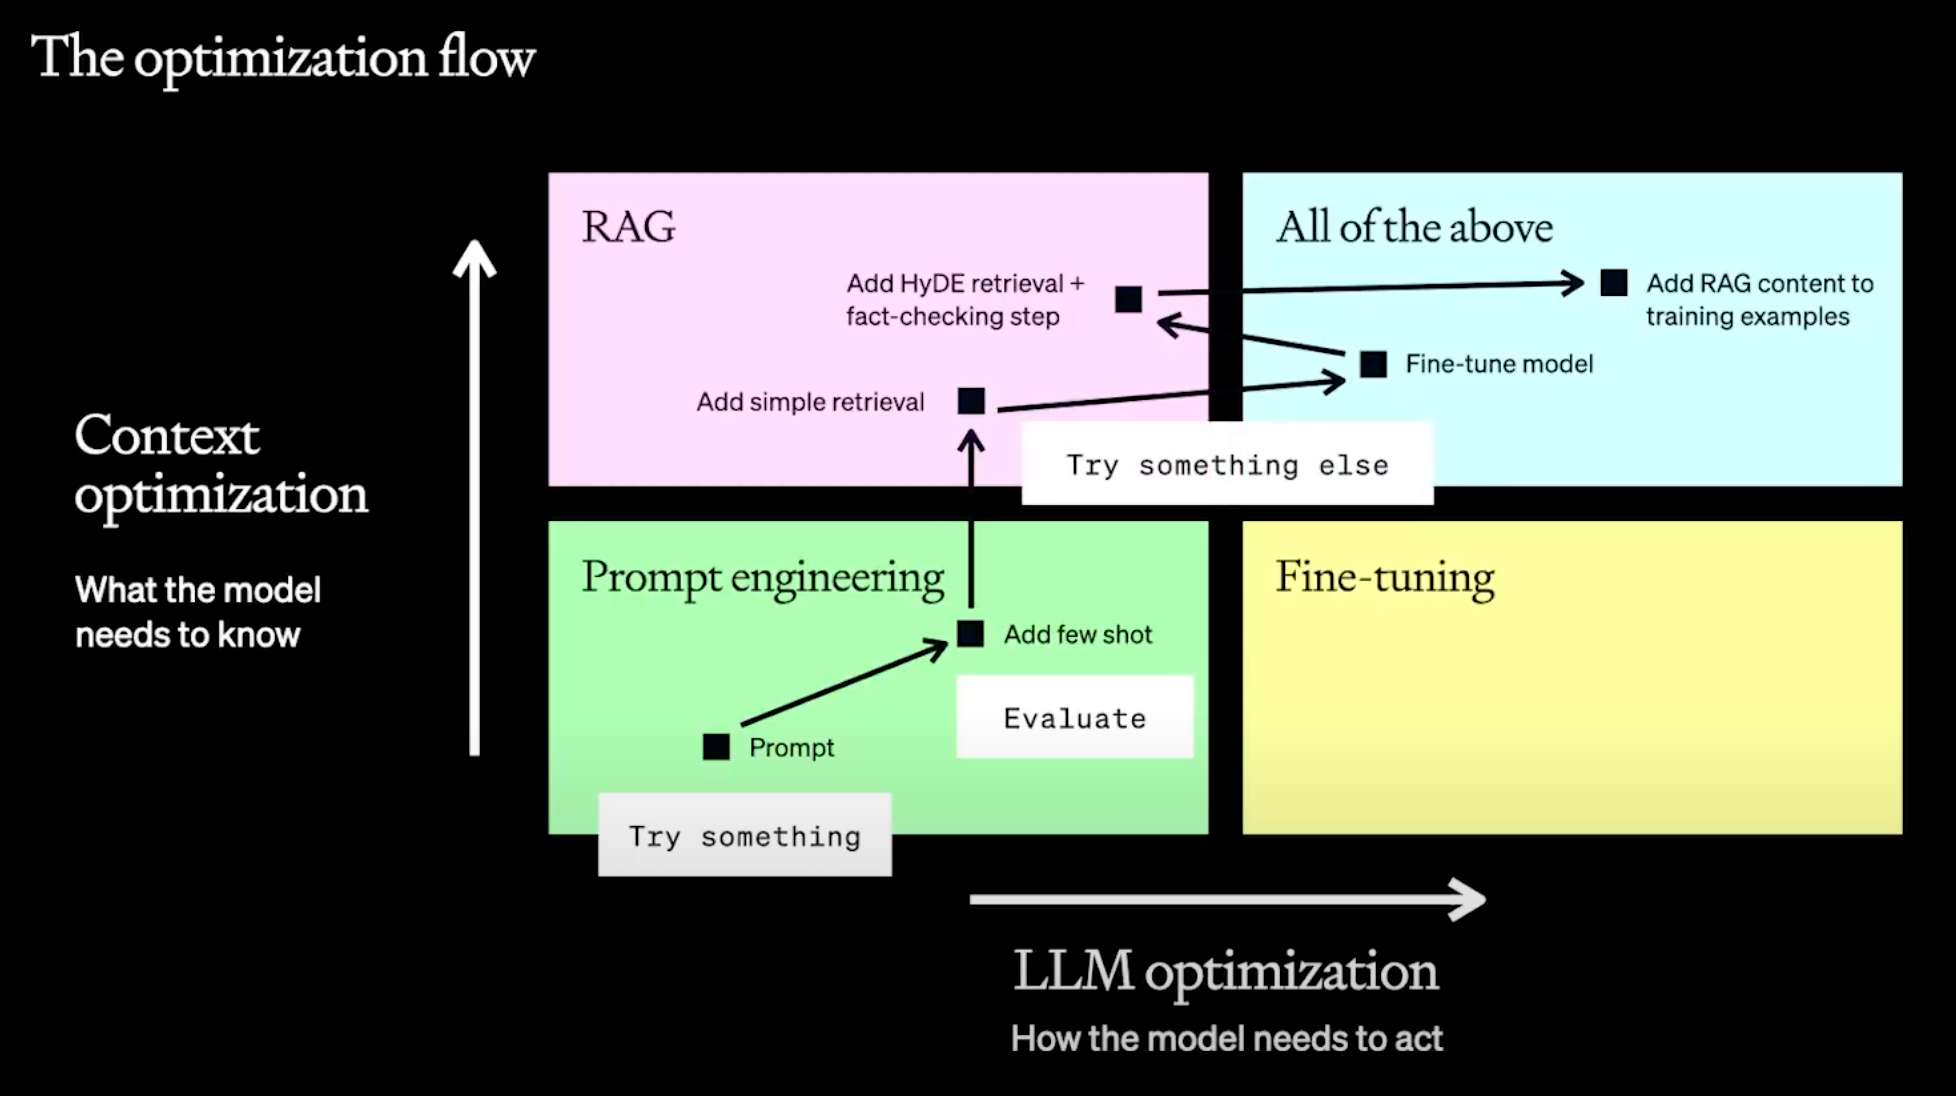 The optimization flow
RAG
Add HyDE retrieval +
fact-checking step
Add simple retrieval
All of the above
Add RAG content to
training examples
Fine-tune model
Try something else
Context
optimization
What the model
needs to know
Prompt engineering
Add few shot
Evaluate
Prompt
Try something
Fine-tuning
LLM optimization
How the model needs to act